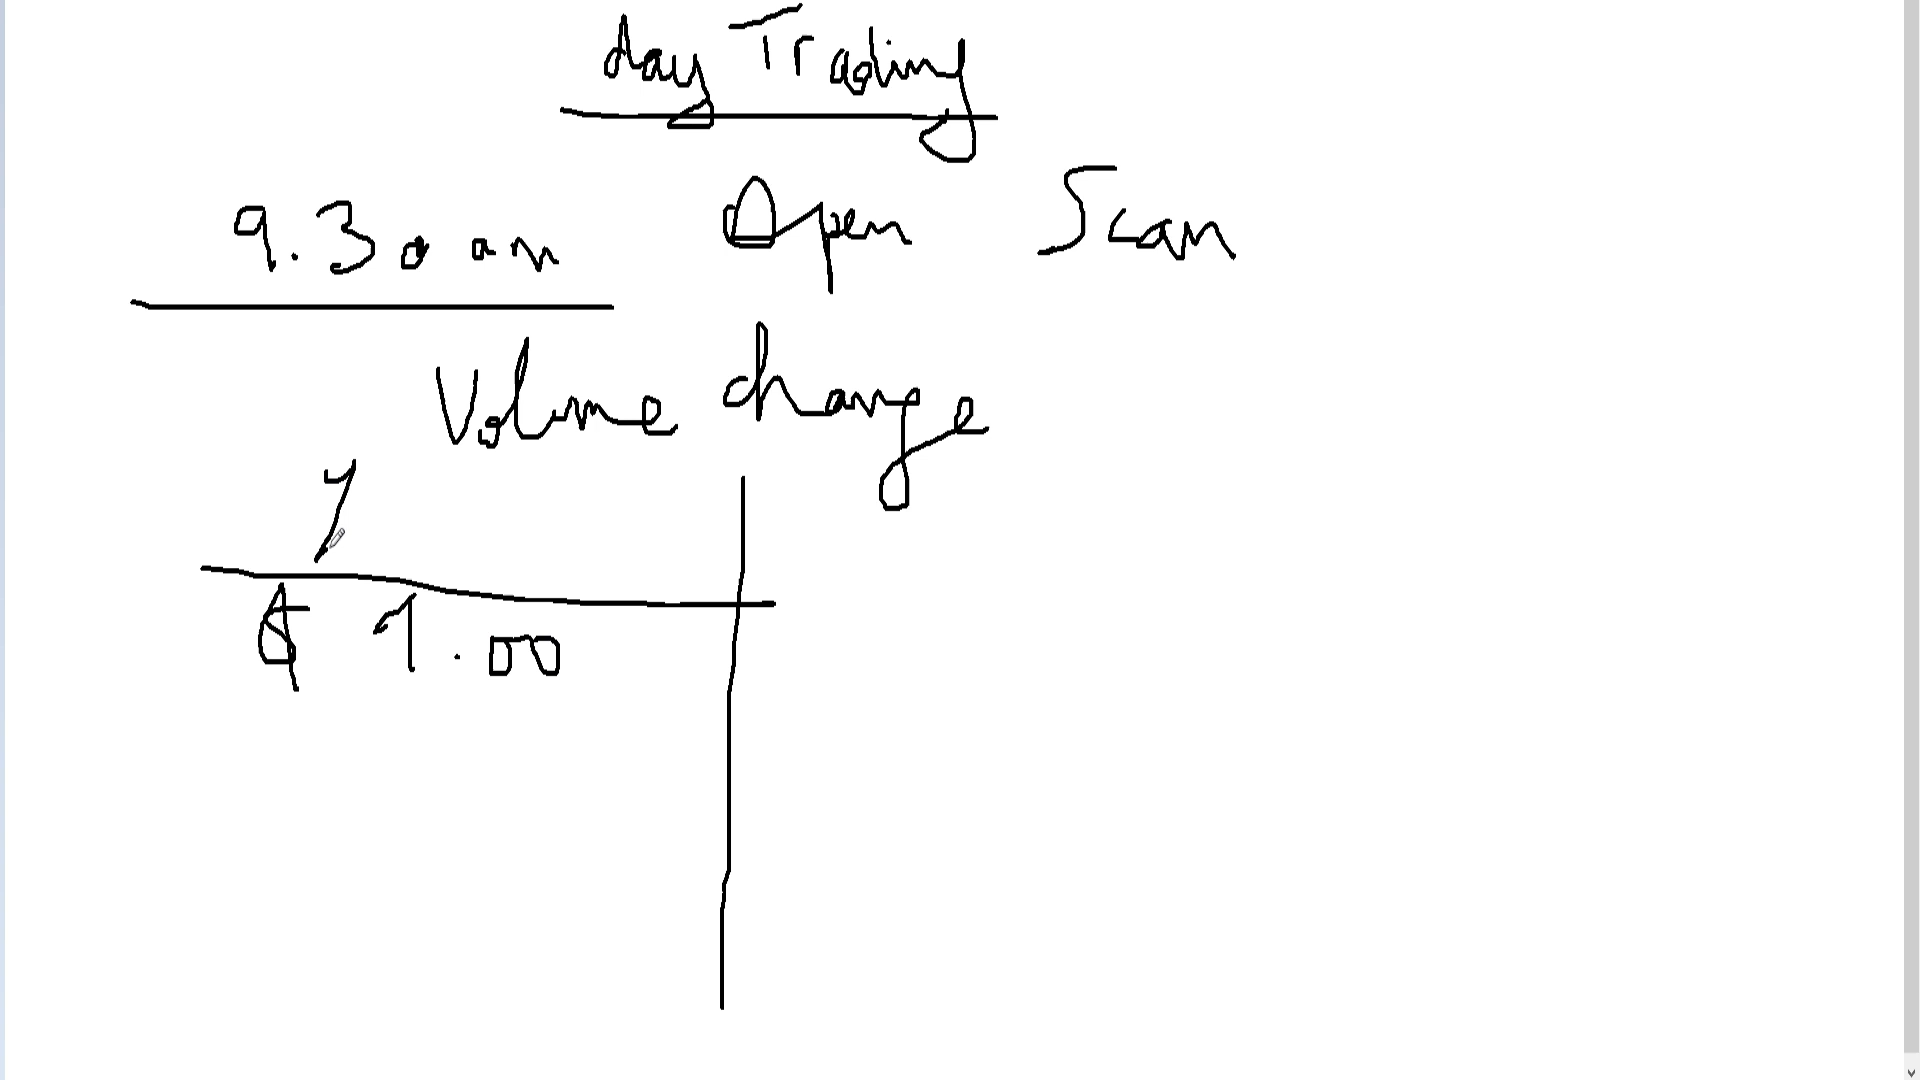 day Trading
9.30 am Open Scan
Volume change
Y
$ 1.00